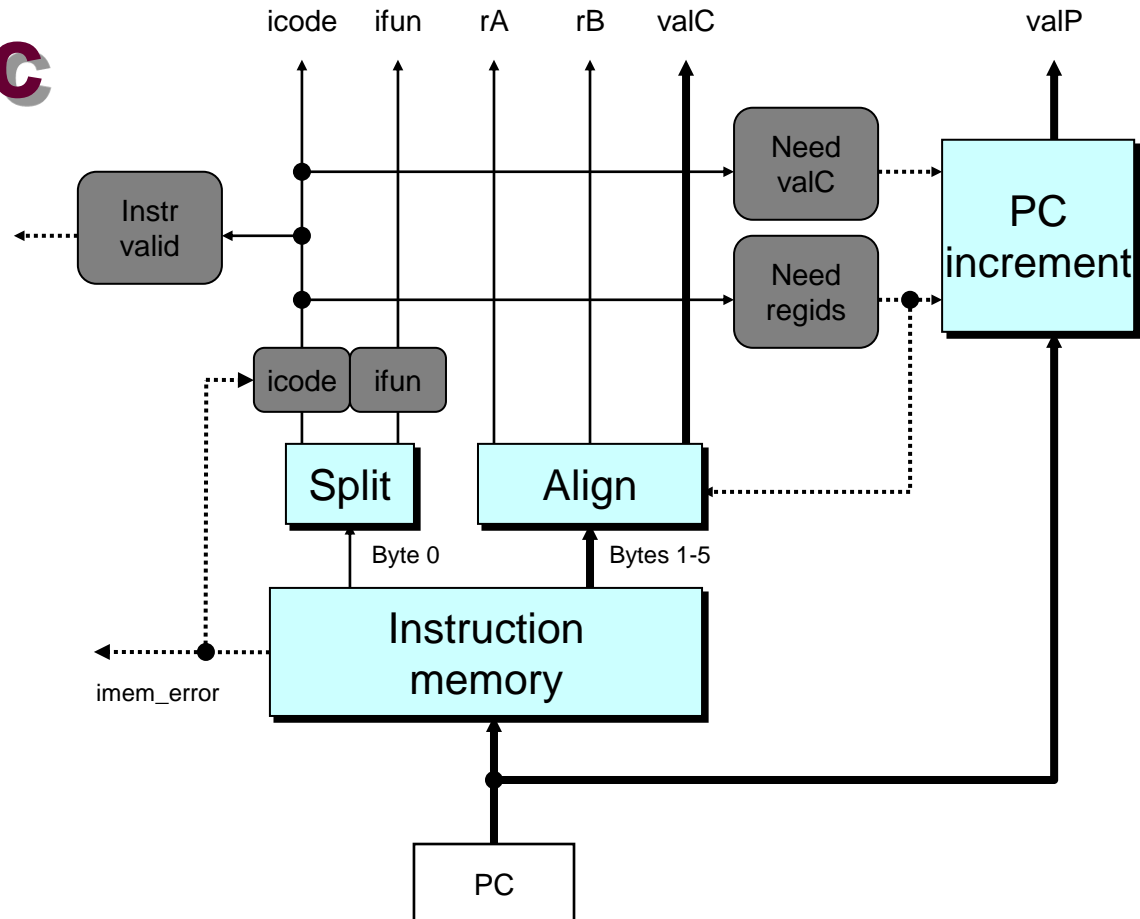 icode ifun rA rB valC valP
c
Need
valC
Instr
valid
PC
increment
Need
regids
icode ifun
Split
Align
Byte 0
Bytes 1-5
Instruction
memory
imem_error
PC